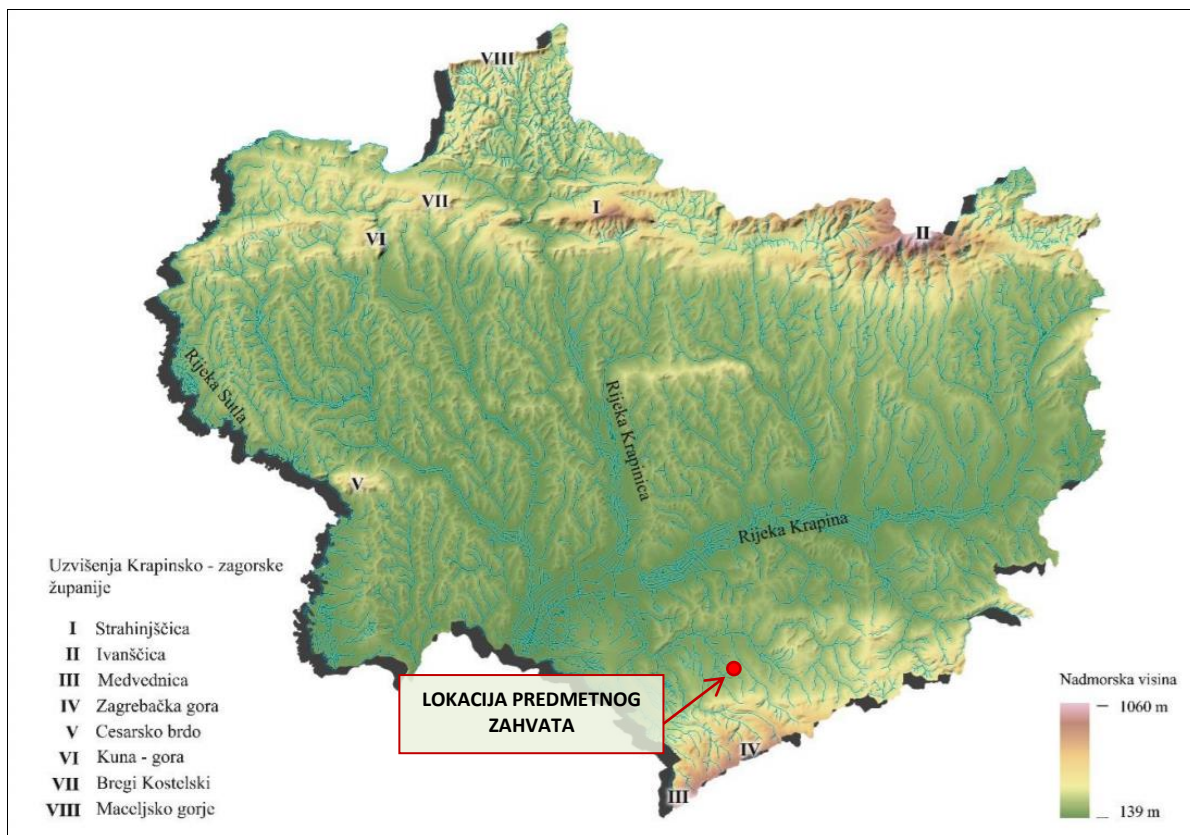 VIII
VII
I
VI
II
Rijeka Sutla
Rijeka Krapinica
V
Rijeka Krapina
Uzvišenja Krapinsko - zagorske
županije
I Strahinjščica
II Ivanščica
III Medvednica
IV Zagrebačka gora
V Cesarsko brdo
VI Kuna - gora
VII Bregi Kostelski
VIII Maceljsko gorje
LOKACIJA PREDMETNOG
ZAHVATA
IV
III
Nadmorska visina
1060 m
139 m